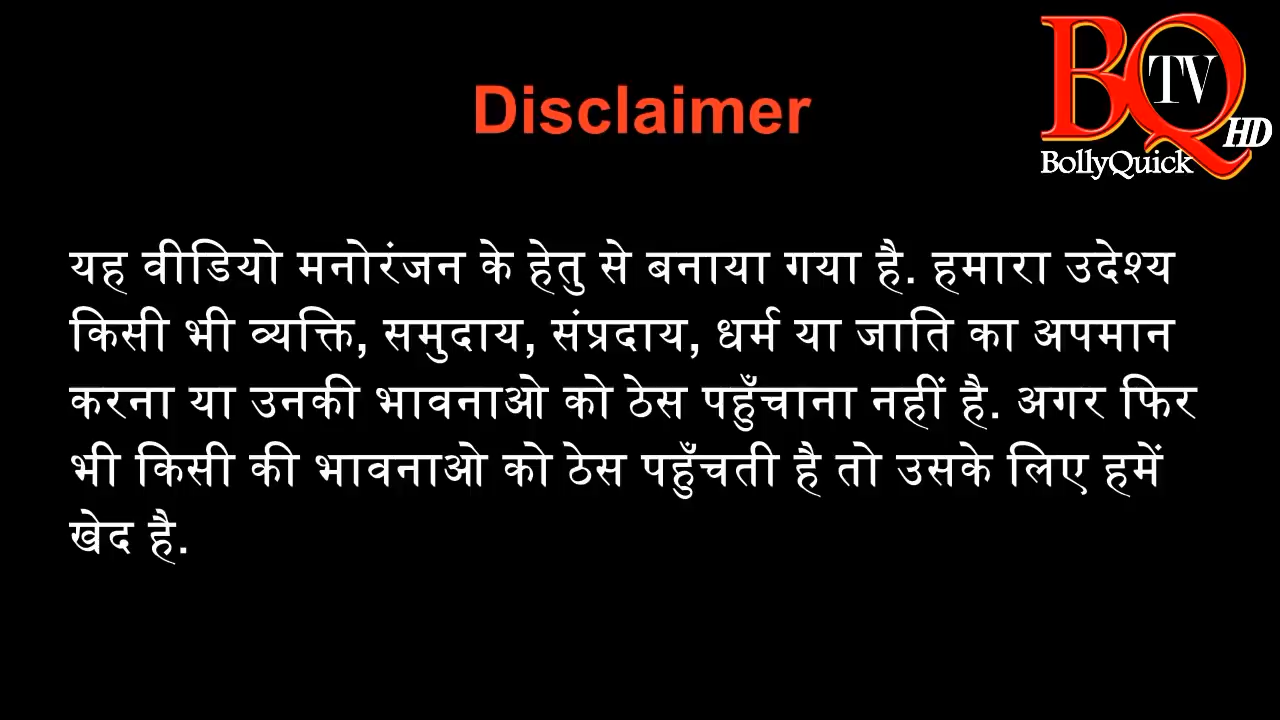 BQ TV HD
BollyQuick
Disclaimer
यह वीडियो मनोरंजन के हेतु से बनाया गया है. हमारा उदेश्य
किसी भी व्यक्ति, समुदाय, संप्रदाय, धर्म या जाति का अपमान
करना या उनकी भावनाओ को ठेस पहुँचाना नहीं है. अगर फिर
भी किसी की भावनाओ को ठेस पहुँचती है तो उसके लिए हमें
खेद है.